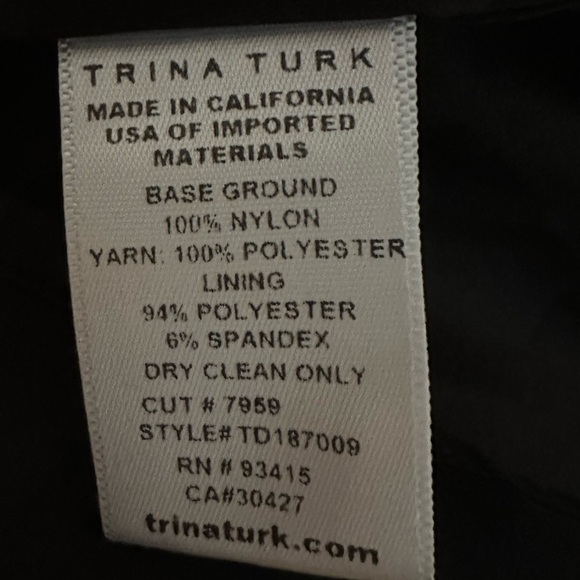 TRINA TURK
MADE IN CALIFORNIA
USA OF IMPORTED
MATERIALS
BASE GROUND
100% NYLON
YARN: 100% POLYESTER
LINING
94% POLYESTER
6% SPANDEX
DRY CLEAN ONLY
CUT # 7959
STYLE# TD187009
RN # 93415
CA#30427
trinaturk.com